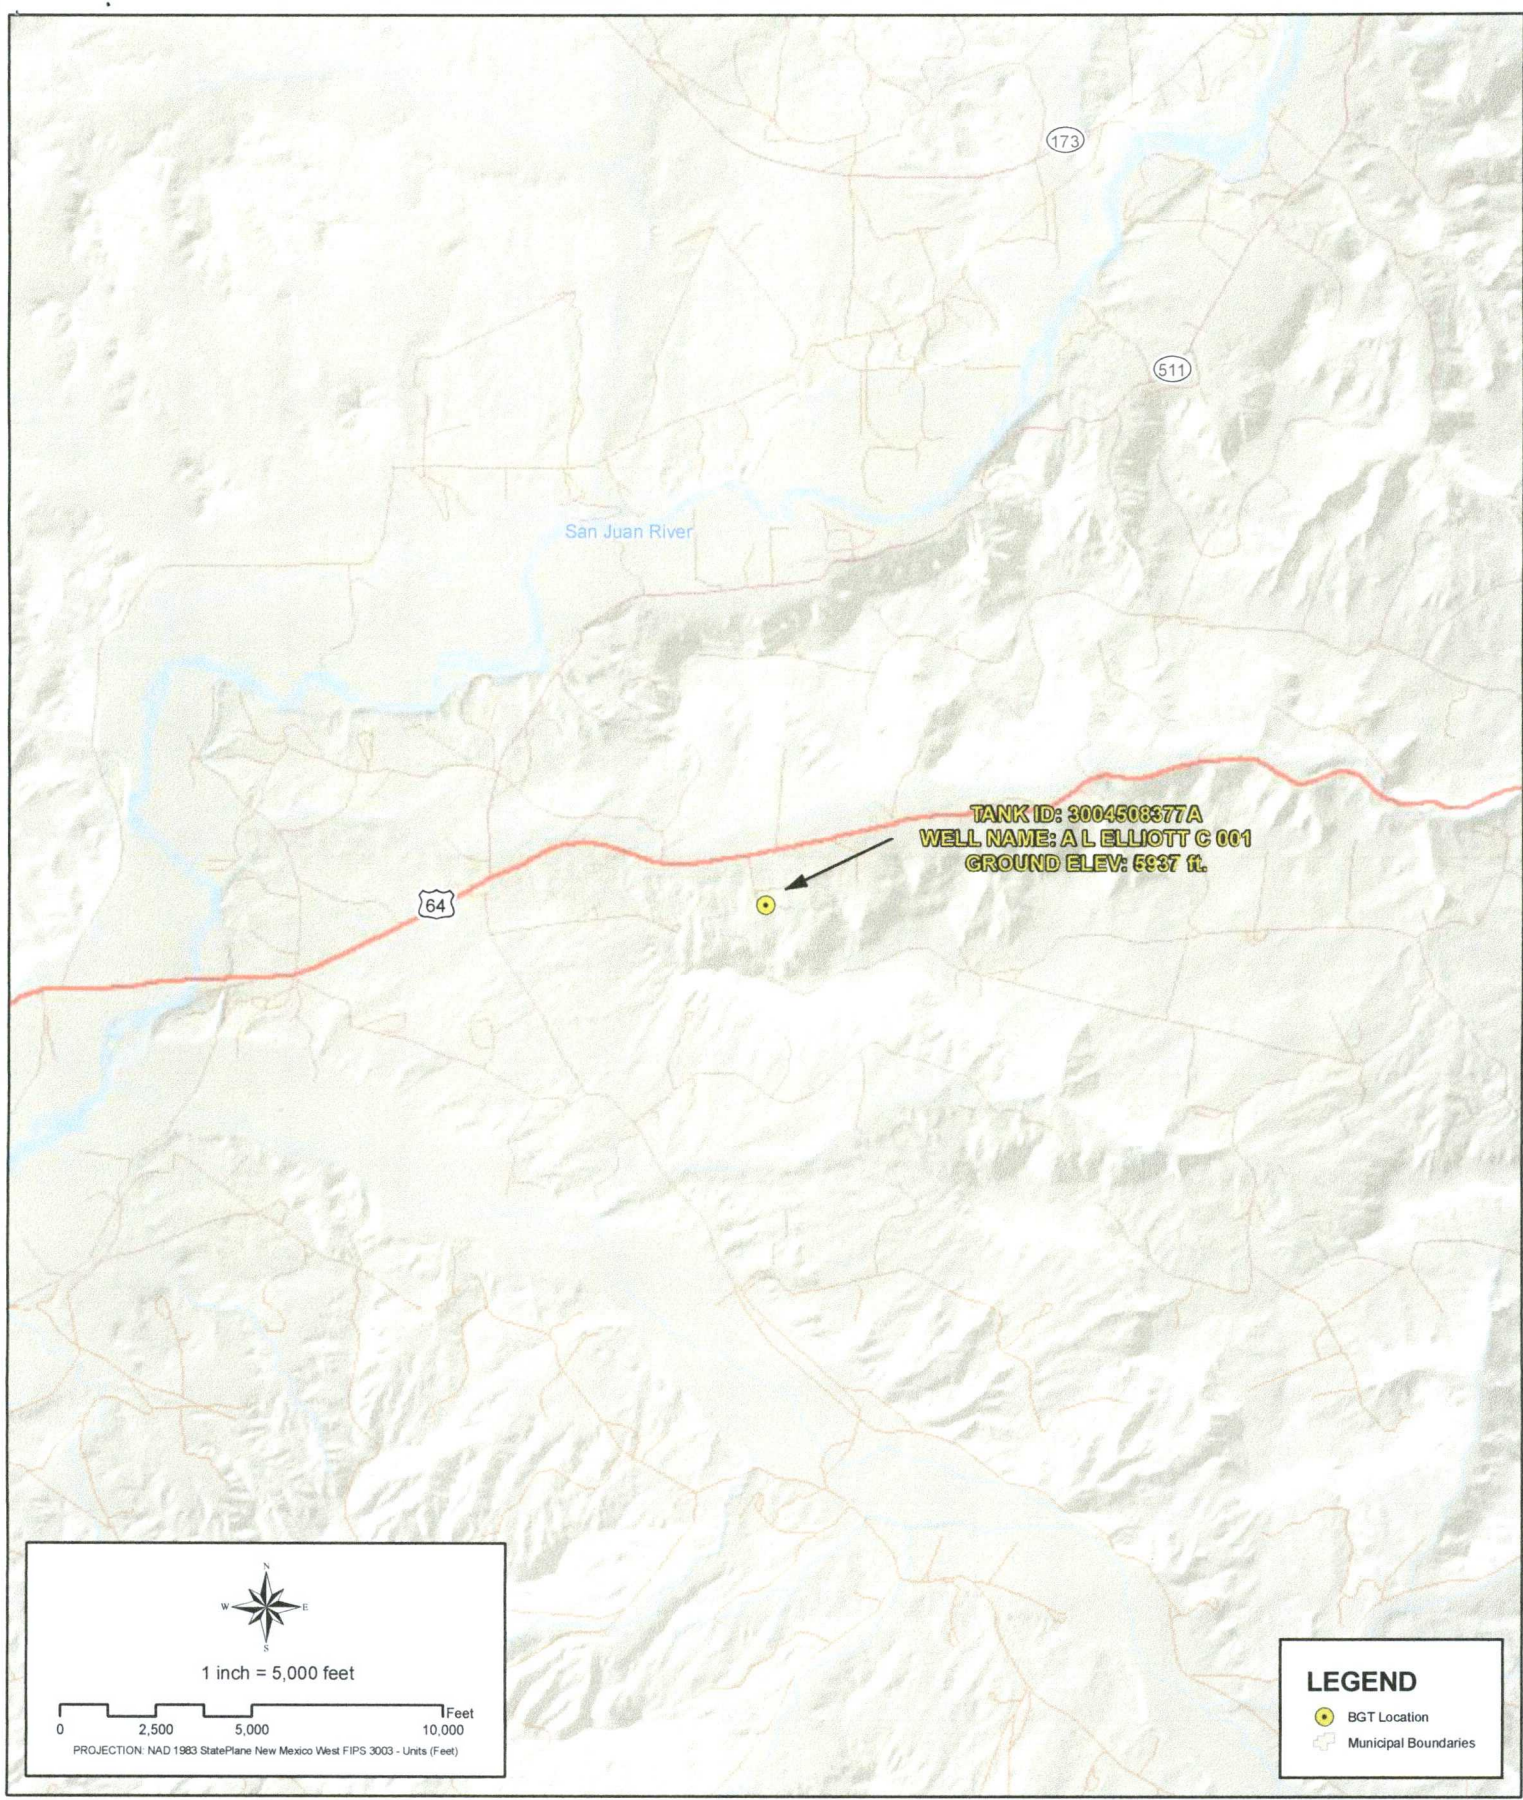 173
511
San Juan River
TANK ID: 3004508377A
WELL NAME: A L ELLIOTT C 001
GROUND ELEV: 5937 ft.
64
N
W E
S
1 inch = 5,000 feet
Feet
0 2,500 5,000 10,000
PROJECTION: NAD 1983 StatePlane New Mexico West FIPS 3003 - Units (Feet)
LEGEND
BGT Location
Municipal Boundaries